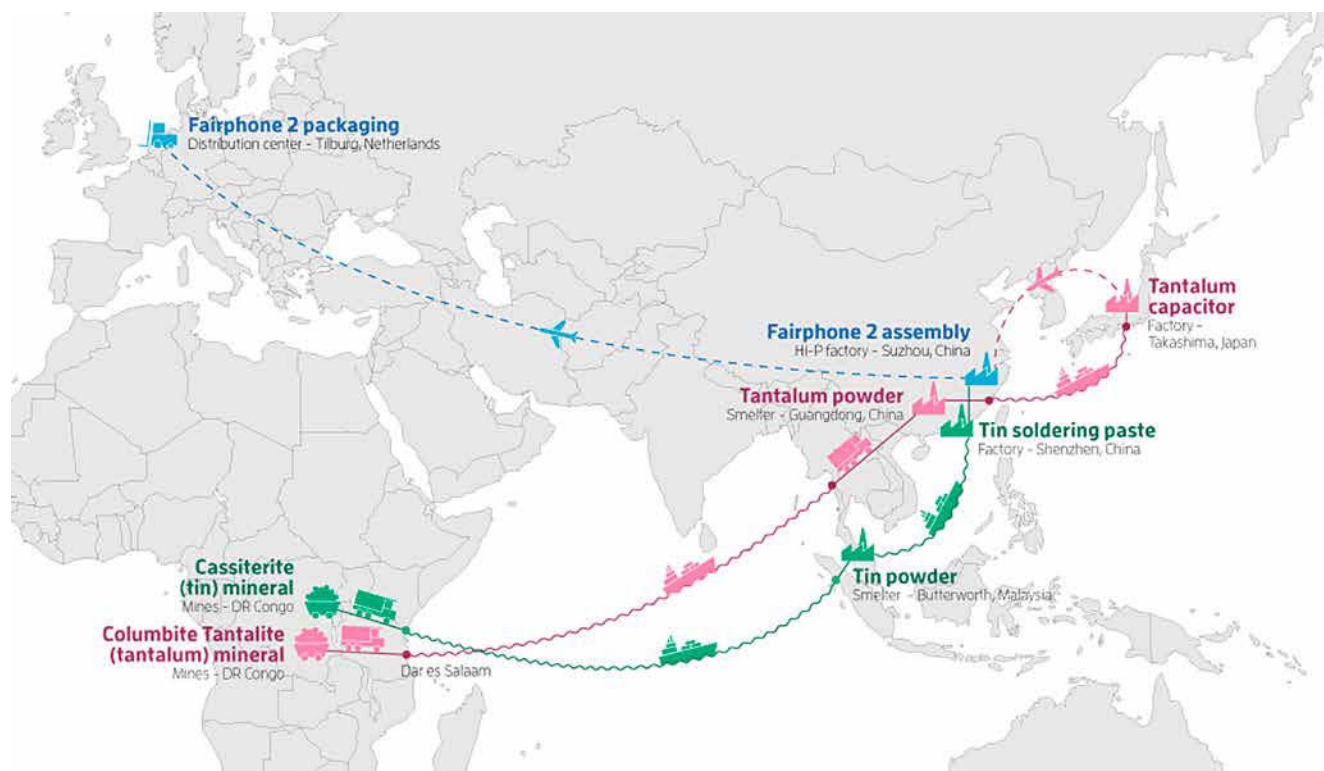 Fairphone 2 packaging
Distribution center - Tilburg, Netherlands
Tantalum
capacitor
Factory -
Takashima, Japan
Fairphone 2 assembly
HI-P factory - Suzhou, China
Tantalum powder
Smelter - Guangdong, China
Tin soldering paste
Factory - Shenzhen, China
Cassiterite
(tin) mineral
Mines - DR Congo
Tin powder
Smelter - Butterworth, Malaysia
Columbite Tantalite
(tantalum) mineral
Mines - DR Congo
Dar es Salaam